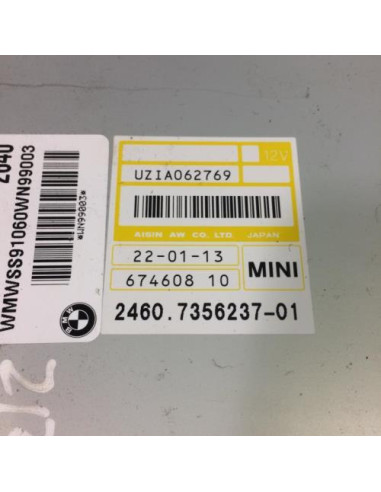 12V
UZIA062769
AISIN AW CO., LTD. JAPAN
22-01-13
MINI
674608 10
2460.7356237-01
2040
WMWSS91060WN99003
*WN99003*
BMW